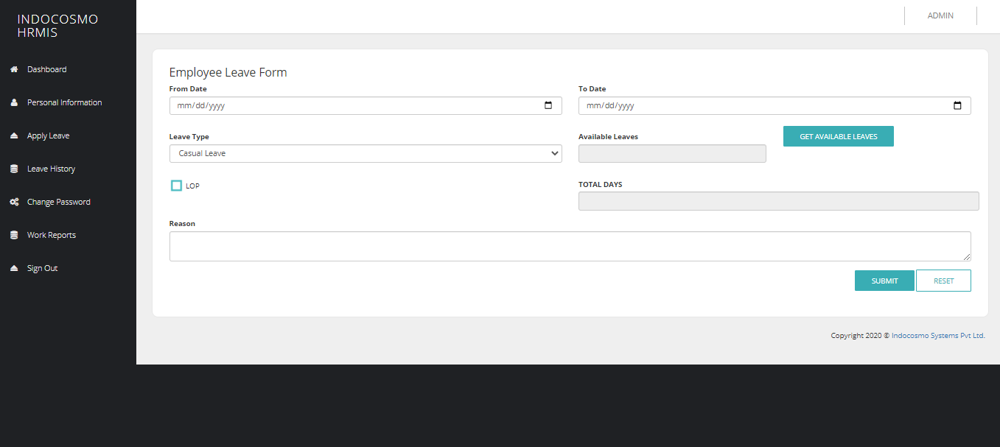 INDOCOSMO
HRMIS
ADMIN
Dashboard
Personal Information
Apply Leave
Leave History
Change Password
Work Reports
Sign Out
Employee Leave Form
From Date
To Date
mm/dd/yyyy
mm/dd/yyyy
Leave Type
Available Leaves
GET AVAILABLE LEAVES
Casual Leave
LOP
TOTAL DAYS
Reason
SUBMIT
RESET
Copyright 2020 © Indocosmo Systems Pvt Ltd.